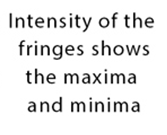 Intensity of the
fringes shows
the maxima
and minima